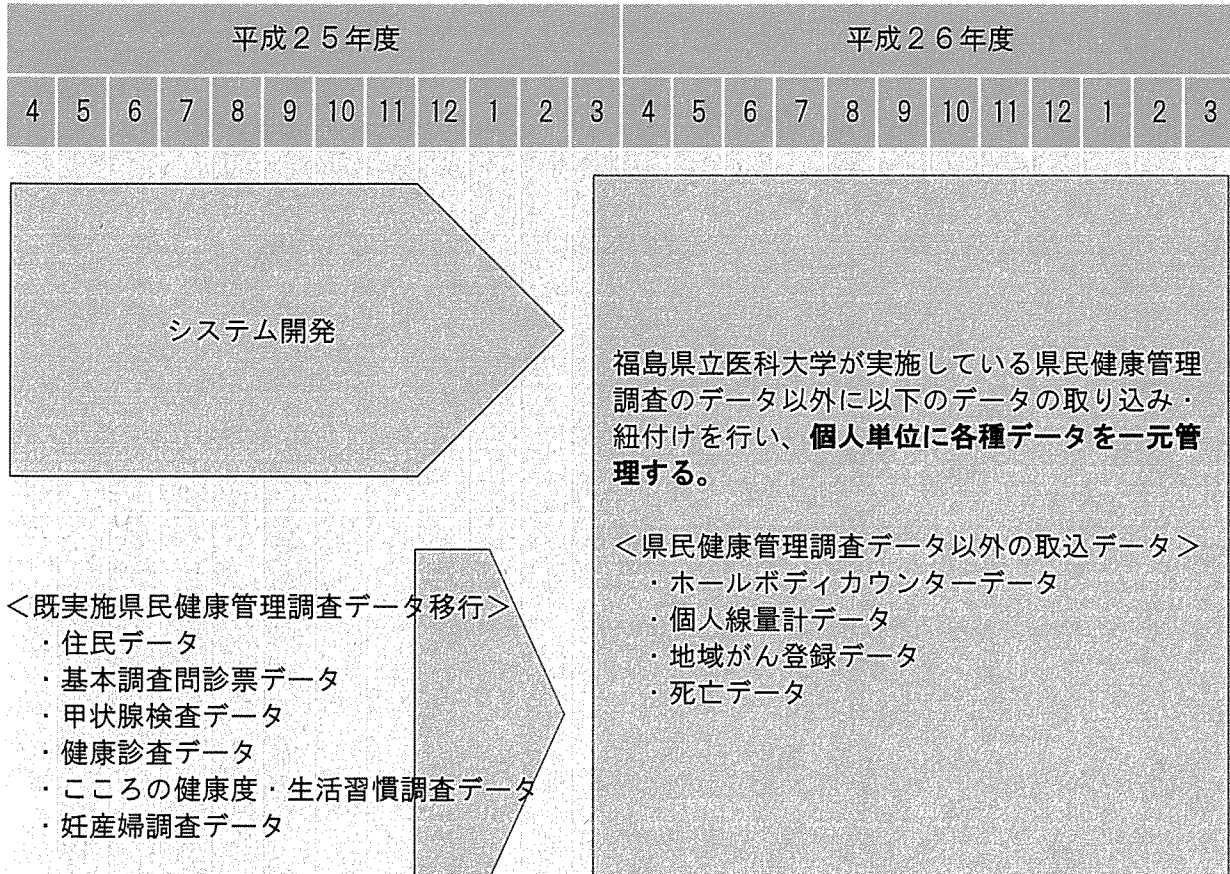 平成２５年度 平成２６年度
4 5 6 7 8 9 10 11 12 1 2 3 4 5 6 7 8 9 10 11 12 1 2 3
システム開発
＜既実施県民健康管理調査データ移行＞
・住民データ
・基本調査問診票データ
・甲状腺検査データ
・健康診査データ
・こころの健康度・生活習慣調査データ
・妊産婦調査データ
福島県立医科大学が実施している県民健康管理
調査のデータ以外に以下のデータの取り込み・
紐付けを行い、個人単位に各種データを一元管
理する。
＜県民健康管理調査データ以外の取込データ＞
・ホールボディカウンターデータ
・個人線量計データ
・地域がん登録データ
・死亡データ